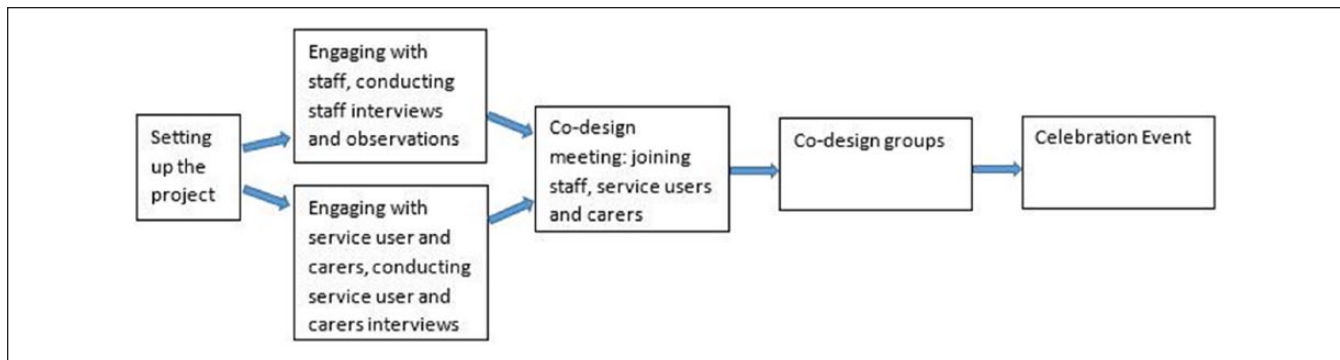 Setting
up the
project
Engaging with
staff, conducting
staff interviews
and observations
Engaging with
service user and
carers, conducting
service user and
carers interviews
Co-design
meeting: joining
staff, service users
and carers
Co-design groups
Celebration Event